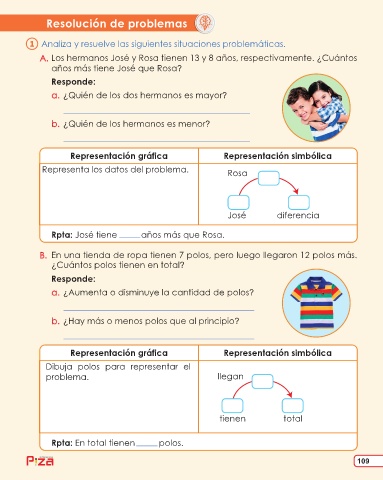 Resolución de problemas
1 Analiza y resuelve las siguientes situaciones problemáticas.
A. Los hermanos José y Rosa tienen 13 y 8 años, respectivamente. ¿Cuántos
años más tiene José que Rosa?
Responde:
a. ¿Quién de los dos hermanos es mayor?
b. ¿Quién de los hermanos es menor?
Representación gráfica Representación simbólica
Representa los datos del problema.
Rosa
José diferencia
Rpta: José tiene _____ años más que Rosa.
B. En una tienda de ropa tienen 7 polos, pero luego llegaron 12 polos más.
¿Cuántos polos tienen en total?
Responde:
a. ¿Aumenta o disminuye la cantidad de polos?
b. ¿Hay más o menos polos que al principio?
Representación gráfica Representación simbólica
Dibuja polos para representar el
problema.
llegan
tienen total
Rpta: En total tienen _____ polos.
P!zA
109